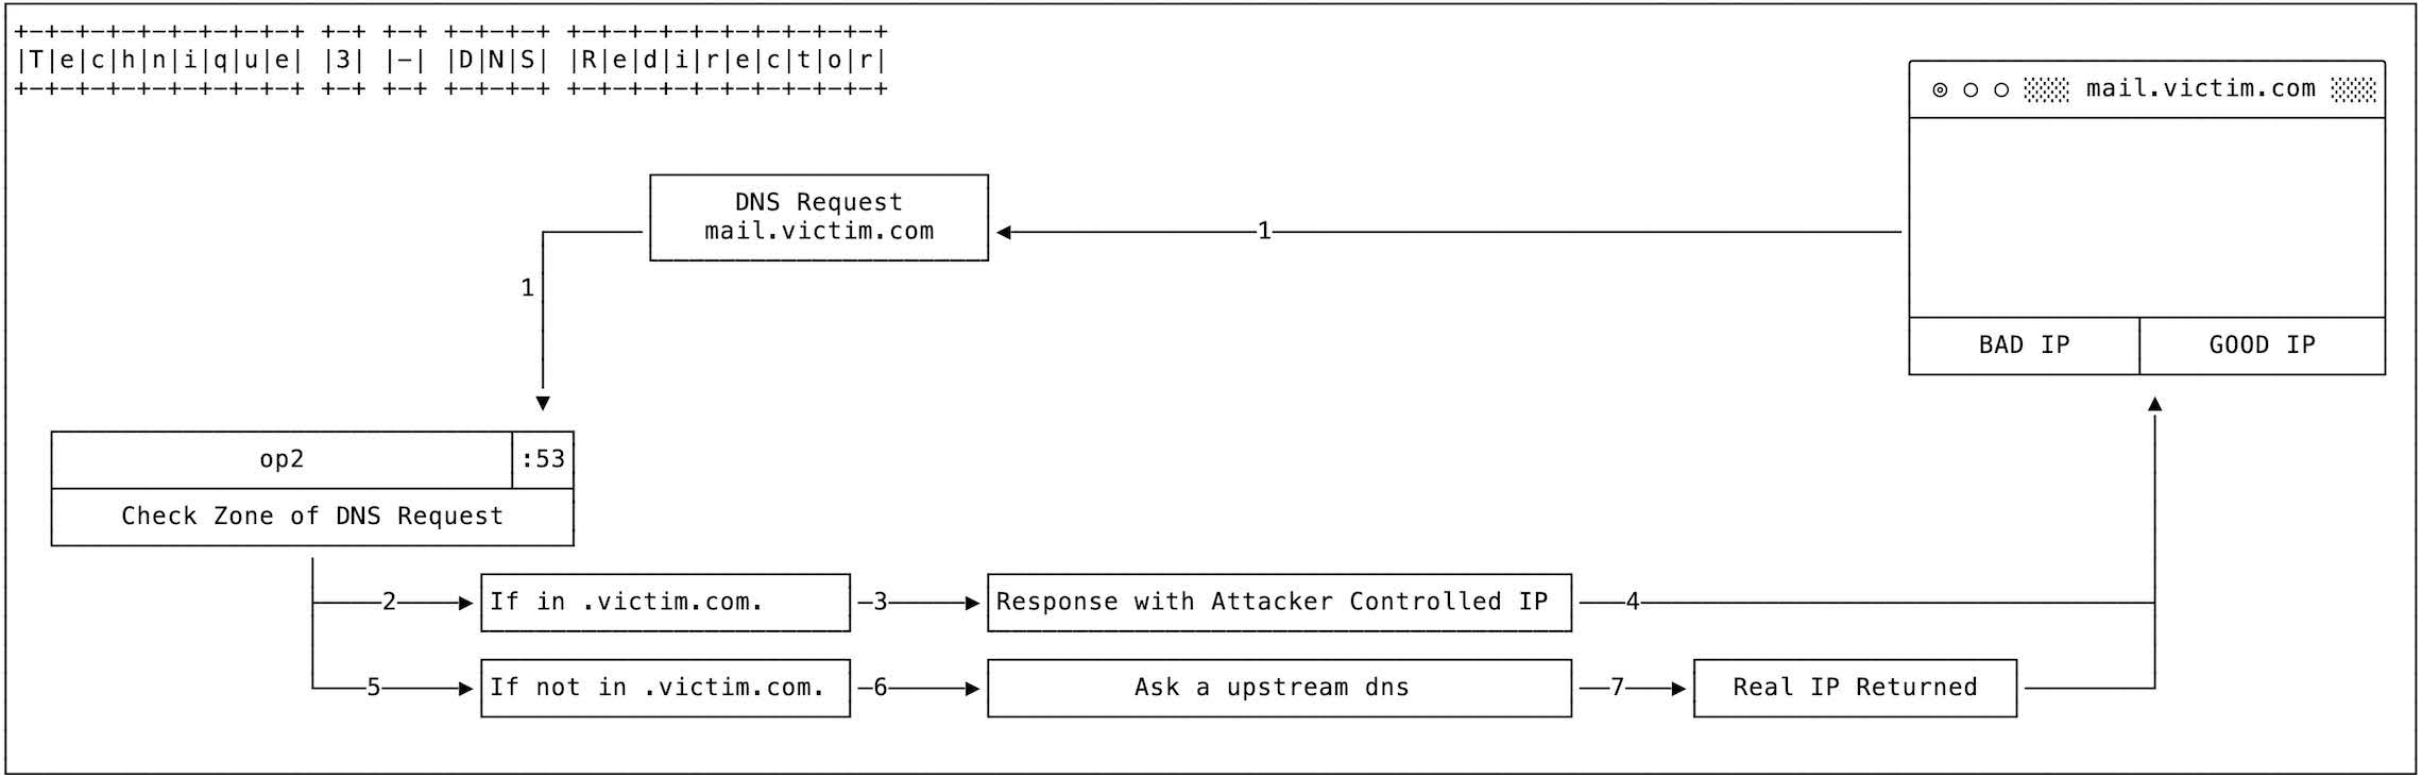 +-+-+-+-+-+-+-+-+-+ +-+ +-+ +-+-+-+ +-+-+-+-+-+-+-+-+-+-+
|T|e|c|h|n|i|q|u|e| |3| |-| |D|N|S| |R|e|d|i|r|e|c|t|o|r|
+-+-+-+-+-+-+-+-+-+ +-+ +-+ +-+-+-+ +-+-+-+-+-+-+-+-+-+-+
mail.victim.com
DNS Request
mail.victim.com
1
1
BAD IP
GOOD IP
op2
:53
Check Zone of DNS Request
2
If in .victim.com.
3
Response with Attacker Controlled IP
4
5
If not in .victim.com.
6
Ask a upstream dns
7
Real IP Returned